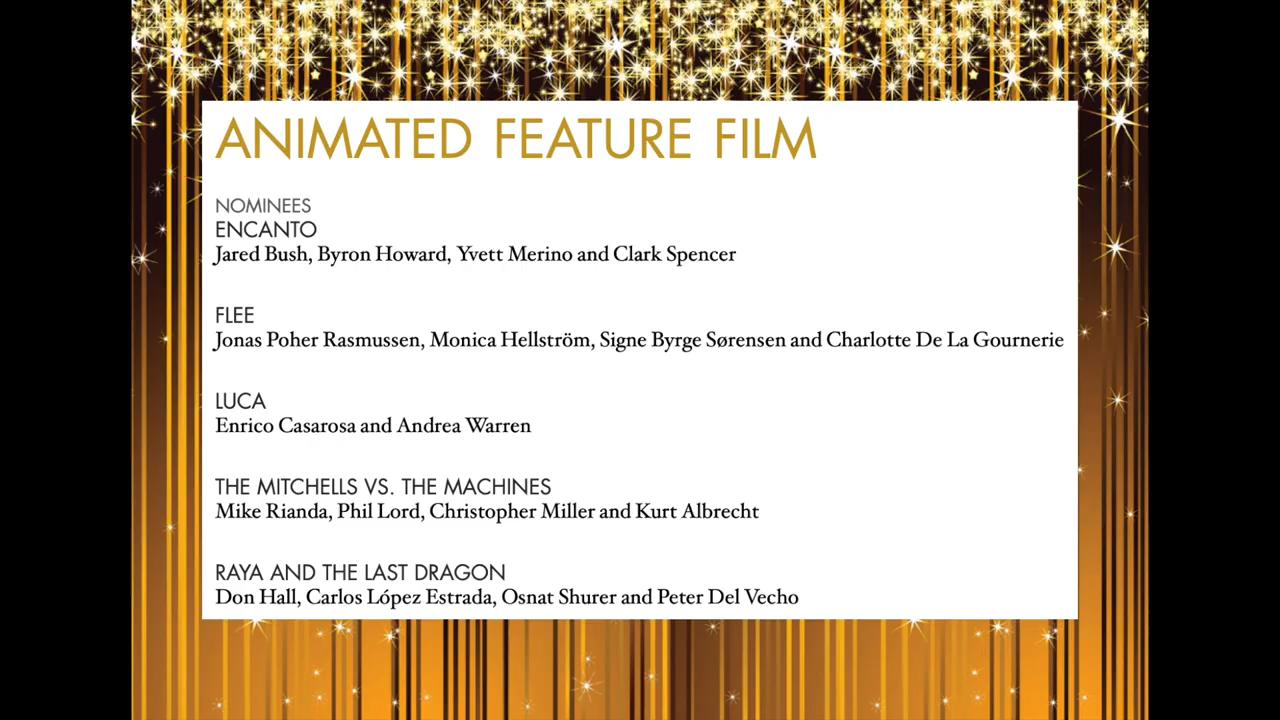 ANIMATED FEATURE FILM
NOMINEES
ENCANTO
Jared Bush, Byron Howard, Yvett Merino and Clark Spencer
FLEE
Jonas Poher Rasmussen, Monica Hellström, Signe Byrge Sørensen and Charlotte De La Gournerie
LUCA
Enrico Casarosa and Andrea Warren
THE MITCHELLS VS. THE MACHINES
Mike Rianda, Phil Lord, Christopher Miller and Kurt Albrecht
RAYA AND THE LAST DRAGON
Don Hall, Carlos López Estrada, Osnat Shurer and Peter Del Vecho